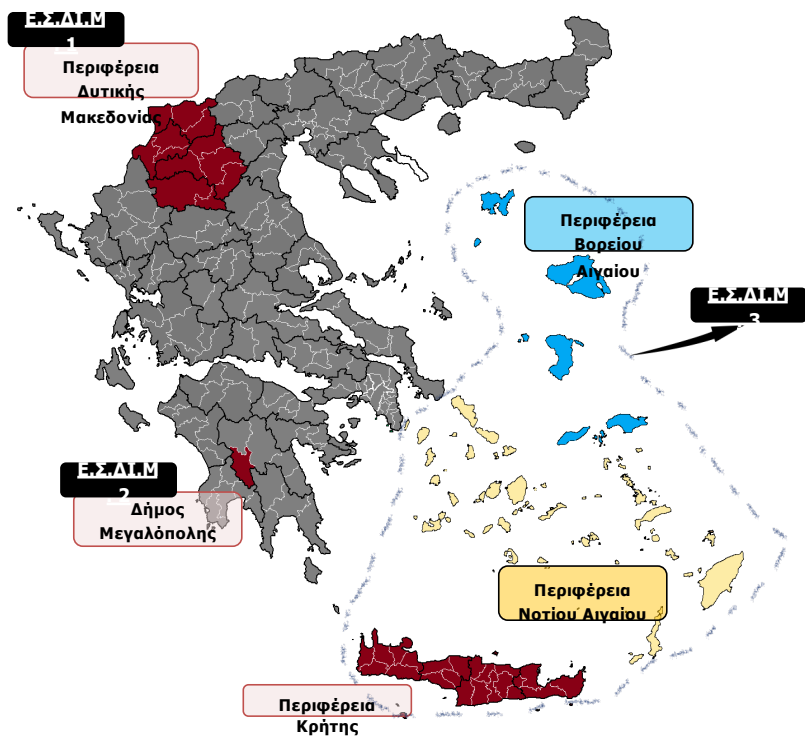 Ε.Σ.ΔΙ.Μ
1
Περιφέρεια
Δυτικής
Μακεδονίας
Περιφέρεια
Βορείου
Αιγαίου
Ε.Σ.ΔΙ.Μ
3
Ε.Σ.ΔΙ.Μ
2
Δήμος
Μεγαλόπολης
Περιφέρεια
Νοτίου Αιγαίου
Περιφέρεια
Κρήτης